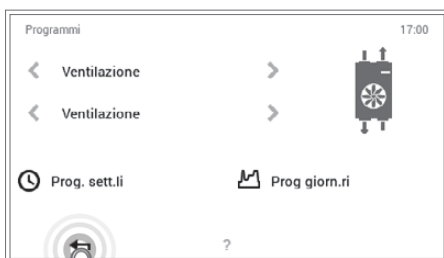 Programmi 17:00
Ventilazione
Ventilazione
Prog. sett.li Prog giorn.ri
?